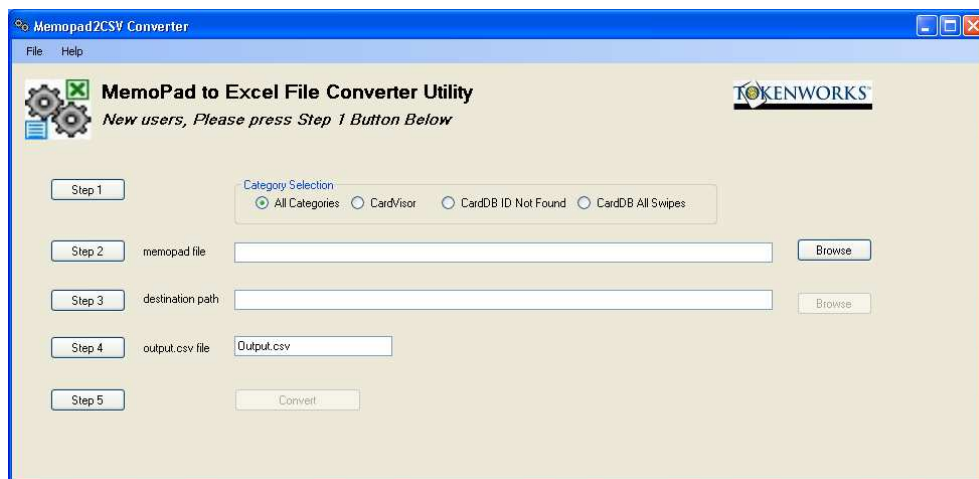 Memopad2CSV Converter
File Help
MemoPad to Excel File Converter Utility
TOKENWORKS
New users, Please press Step 1 Button Below
Step 1
Category Selection
All Categories CardVisor CardDB ID Not Found CardDB All Swipes
Step 2 memopad file Browse
Step 3 destination path Browse
Step 4 output.csv file Output.csv
Step 5 Convert